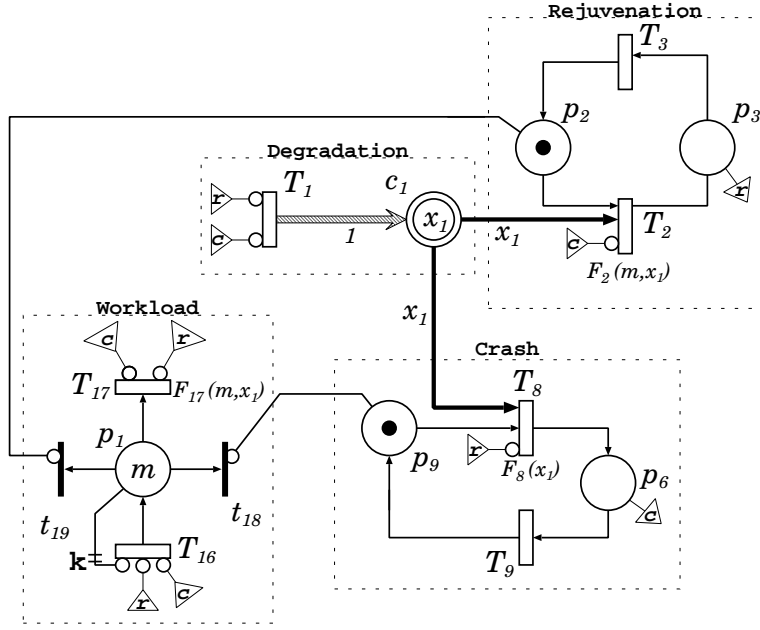 Rejuvenation
T3
p2
p3
r
T2
c
F2(m,x1)
Degradation
T1
r
c
1
c1
x1
x1
x1
Workload
c
r
T17
F17(m,x1)
p1
m
t19
t18
k
T16
r
c
Crash
T8
p9
r
F8(x1)
p6
c
T9